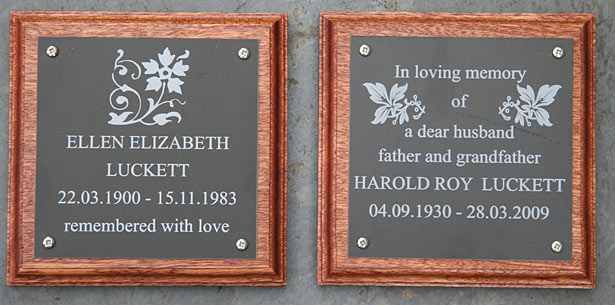 ELLEN ELIZABETH
LUCKETT
22.03.1900 - 15.11.1983
remembered with love
In loving memory
of
a dear husband
father and grandfather
HAROLD ROY LUCKETT
04.09.1930 - 28.03.2009